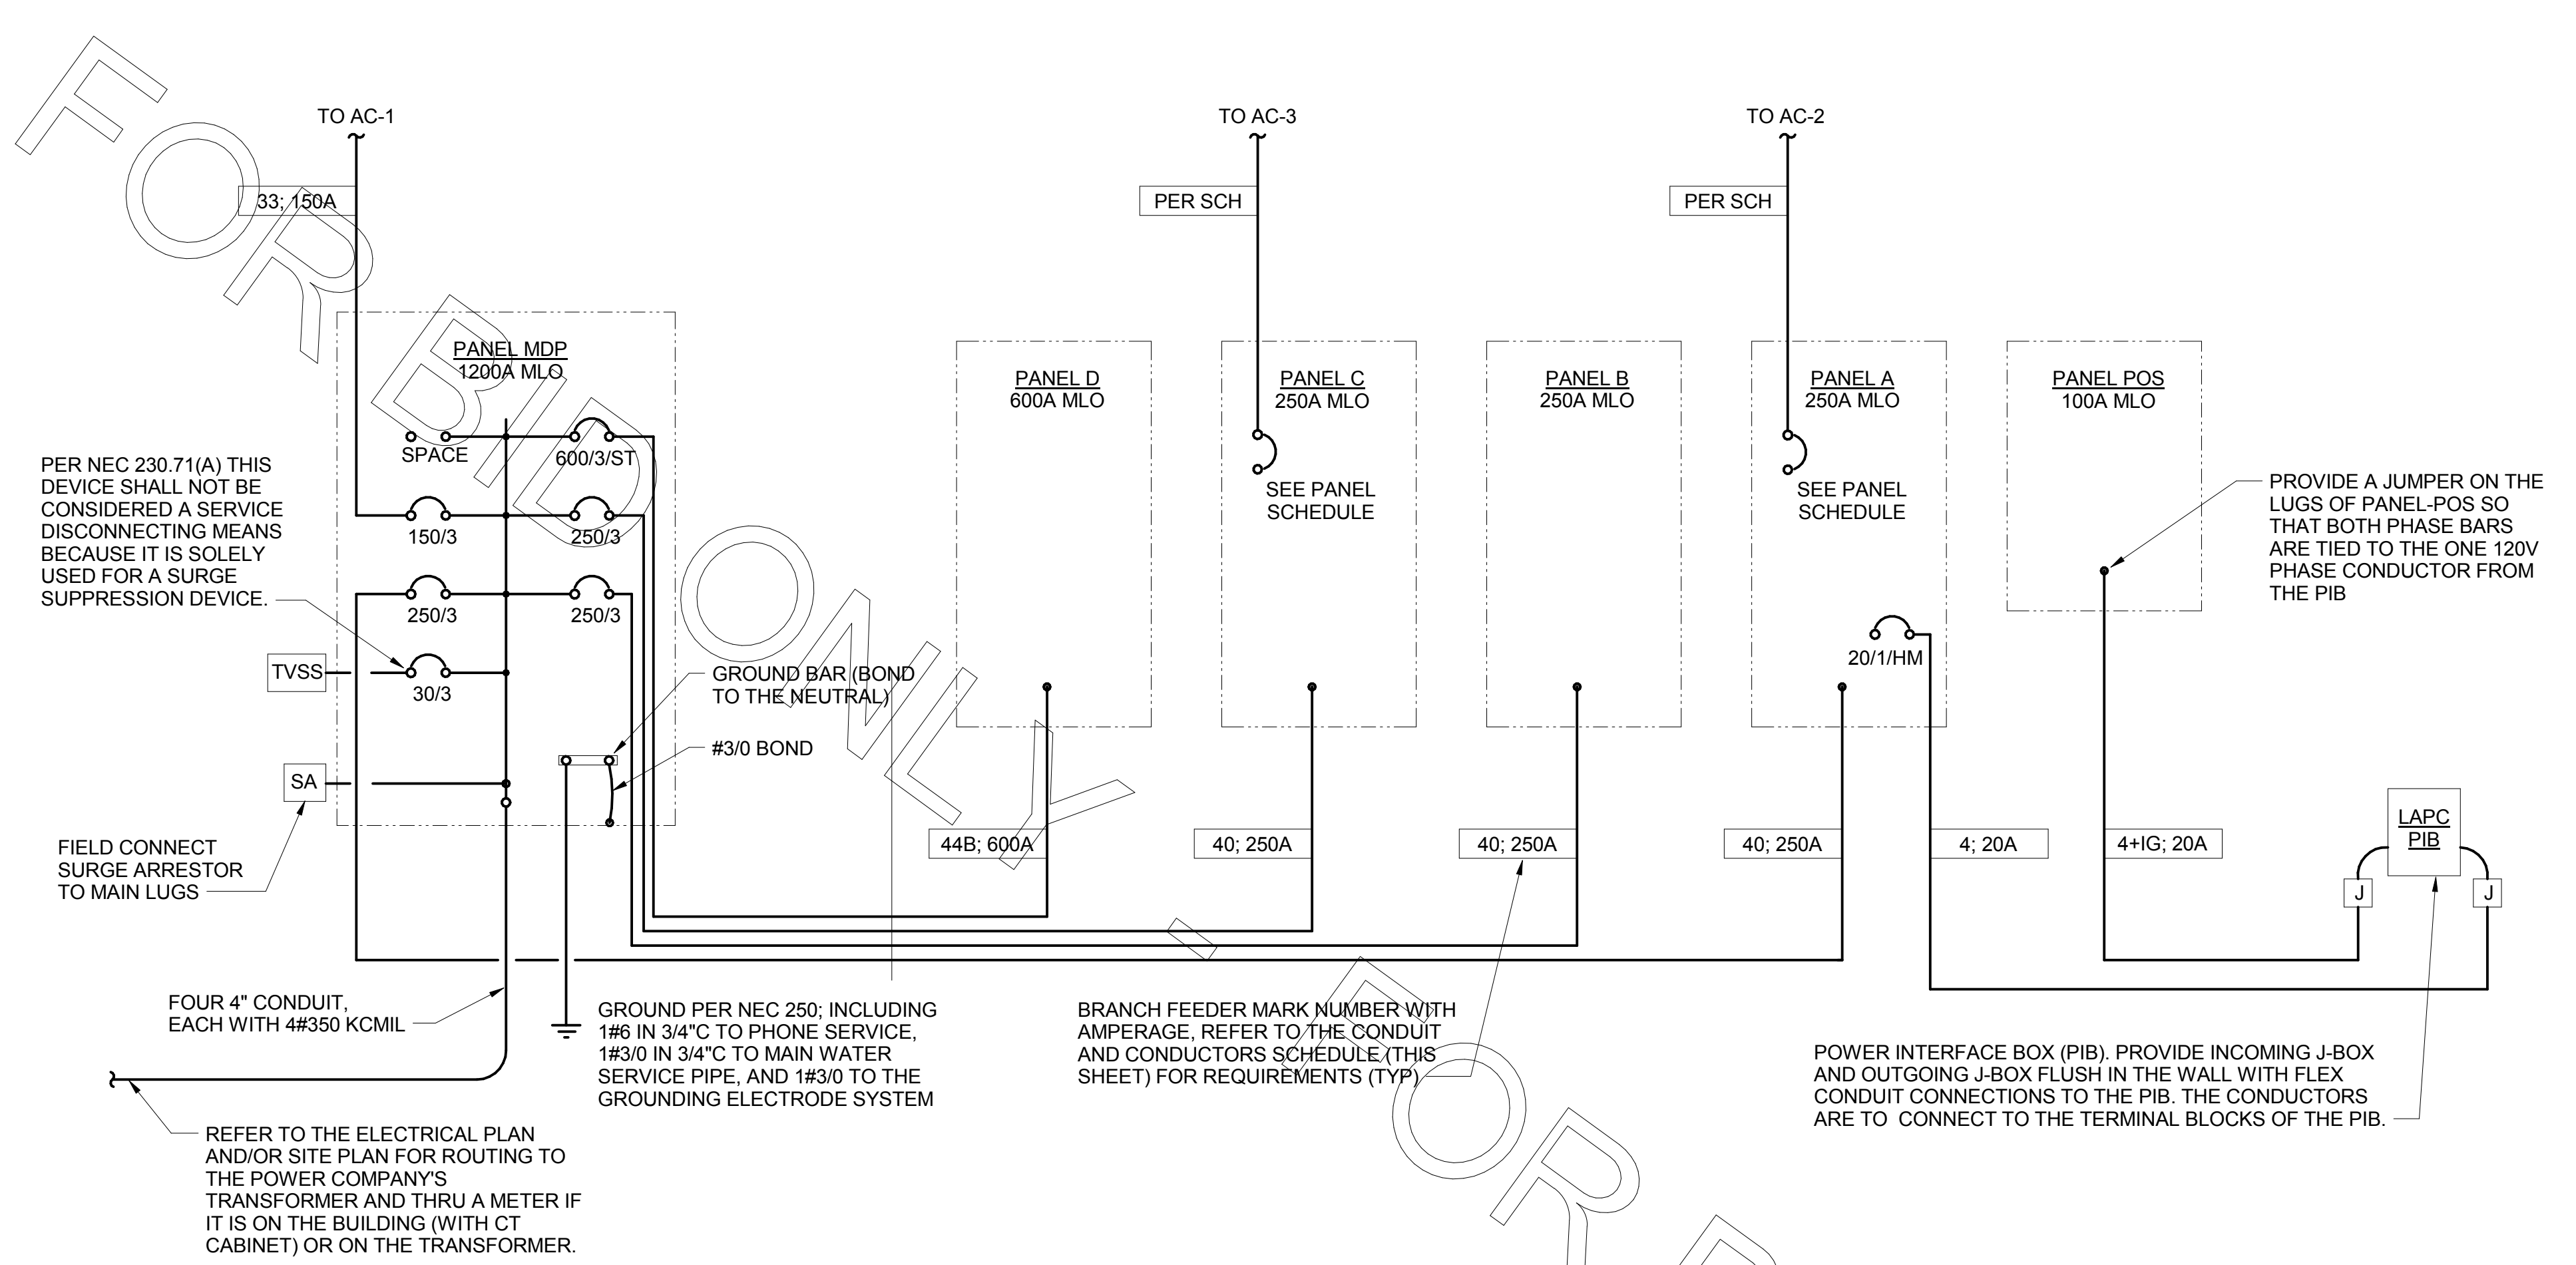 TO AC-1
TO AC-3
TO AC-2
33; 150A
PER SCH
PER SCH
PANEL MDP
1200A MLO
PANEL D
600A MLO
PANEL C
250A MLO
PANEL B
250A MLO
PANEL A
250A MLO
PANEL POS
100A MLO
SPACE
600/3/ST
150/3
250/3
250/3
250/3
30/3
PER NEC 230.71(A) THIS
DEVICE SHALL NOT BE
CONSIDERED A SERVICE
DISCONNECTING MEANS
BECAUSE IT IS SOLELY
USED FOR A SURGE
SUPPRESSION DEVICE.
SEE PANEL
SCHEDULE
SEE PANEL
SCHEDULE
PROVIDE A JUMPER ON THE
LUGS OF PANEL-POS SO
THAT BOTH PHASE BARS
ARE TIED TO THE ONE 120V
PHASE CONDUCTOR FROM
THE PIB
20/1/HM
TVSS
GROUND BAR (BOND
TO THE NEUTRAL)
#3/0 BOND
SA
FIELD CONNECT
SURGE ARRESTOR
TO MAIN LUGS
44B; 600A
40; 250A
40; 250A
40; 250A
4; 20A
4+IG; 20A
LAPC
PIB
J
J
FOUR 4" CONDUIT,
EACH WITH 4#350 KCMIL
GROUND PER NEC 250; INCLUDING
1#6 IN 3/4"C TO PHONE SERVICE,
1#3/0 IN 3/4"C TO MAIN WATER
SERVICE PIPE, AND 1#3/0 TO THE
GROUNDING ELECTRODE SYSTEM
BRANCH FEEDER MARK NUMBER WITH
AMPERAGE, REFER TO THE CONDUIT
AND CONDUCTORS SCHEDULE (THIS
SHEET) FOR REQUIREMENTS (TYP)
POWER INTERFACE BOX (PIB). PROVIDE INCOMING J-BOX
AND OUTGOING J-BOX FLUSH IN THE WALL WITH FLEX
CONDUIT CONNECTIONS TO THE PIB. THE CONDUCTORS
ARE TO CONNECT TO THE TERMINAL BLOCKS OF THE PIB.
REFER TO THE ELECTRICAL PLAN
AND/OR SITE PLAN FOR ROUTING TO
THE POWER COMPANY'S
TRANSFORMER AND THRU A METER IF
IT IS ON THE BUILDING (WITH CT
CABINET) OR ON THE TRANSFORMER.
FOR BID ONLY - FOR